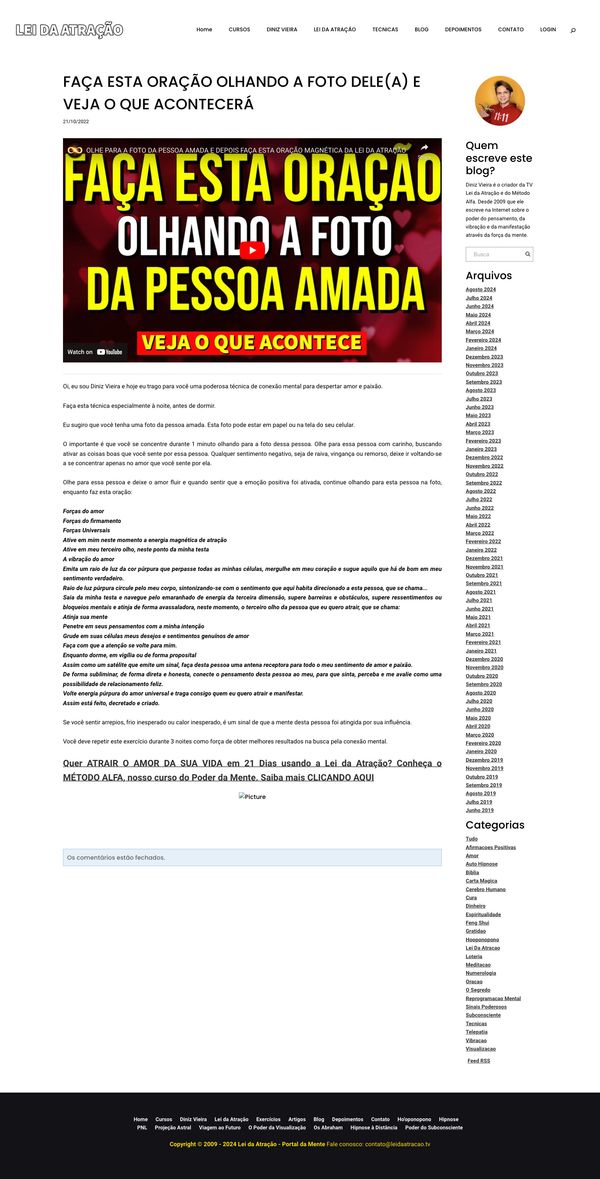 LEI DA ATRAÇÃO
Home CURSOS DINIZ VIEIRA LEI DA ATRAÇÃO TECNICAS BLOG DEPOIMENTOS CONTATO LOGIN
FAÇA ESTA ORAÇÃO OLHANDO A FOTO DELE(A) E
VEJA O QUE ACONTECERÁ
21/10/2022
OLHE PARA A FOTO DA PESSOA AMADA E DEPOIS FAÇA ESTA ORAÇÃO MAGNÉTICA DA LEI DA ATRAÇÃO
FAÇA ESTA ORAÇÃO
OLHANDO A FOTO
DA PESSOA AMADA
VEJA O QUE ACONTECE
Watch on YouTube
Oi, eu sou Diniz Vieira e hoje eu trago para você uma poderosa técnica de conexão mental para despertar amor e paixão.
Faça esta técnica especialmente à noite, antes de dormir.
Eu sugiro que você tenha uma foto da pessoa amada. Esta foto pode estar em papel ou na tela do seu celular.
O importante é que você se concentre durante 1 minuto olhando para a foto dessa pessoa. Olhe para essa pessoa com carinho, buscando
ativar as coisas boas que você sente por essa pessoa. Qualquer sentimento negativo, seja de raiva, vingança ou remorso, deixe ir voltando-se
a se concentrar apenas no amor que você sente por ela.
Olhe para essa pessoa e deixe o amor fluir e quando sentir que a emoção positiva foi ativada, continue olhando para esta pessoa na foto,
enquanto faz esta oração:
Forças do amor
Forças do firmamento
Forças Universais
Ative em mim neste momento a energia magnética de atração
Ative em meu terceiro olho, neste ponto da minha testa
A vibração do amor
Emita um raio de luz da cor púrpura que perpasse todas as minhas células, mergulhe em meu coração e sugue aquilo que há de bom em meu
sentimento verdadeiro.
Raio de luz púrpura circule pelo meu corpo, sintonizando-se com o sentimento que aqui habita direcionado a esta pessoa, que se chama...
Saia da minha testa e navegue pelo emaranhado de energia da terceira dimensão, supere barreiras e obstáculos, supere ressentimentos ou
bloqueios mentais e atinja de forma avassaladora, neste momento, o terceiro olho da pessoa que eu quero atrair, que se chama:
Atinja sua mente
Penetre em seus pensamentos com a minha intenção
Grude em suas células meus desejos e sentimentos genuínos de amor
Faça com que a atenção se volte para mim.
Enquanto dorme, em vigília ou de forma proposital
Assim como um satélite que emite um sinal, faça desta pessoa uma antena receptora para todo o meu sentimento de amor e paixão.
De forma subliminar, de forma direta e honesta, conecte o pensamento desta pessoa ao meu, para que sinta, perceba e me avalie como uma
possibilidade de relacionamento feliz.
Volte energia púrpura do amor universal e traga consigo quem eu quero atrair e manifestar.
Assim está feito, decretado e criado.
Se você sentir arrepios, frio inesperado ou calor inesperado, é um sinal de que a mente desta pessoa foi atingida por sua influência.
Você deve repetir este exercício durante 3 noites como força de obter melhores resultados na busca pela conexão mental.
Quer ATRAIR O AMOR DA SUA VIDA em 21 Dias usando a Lei da Atração? Conheça o
MÉTODO ALFA, nosso curso do Poder da Mente. Saiba mais CLICANDO AQUI
Picture
Os comentários estão fechados.
11:11
Quem
escreve este
blog?
Diniz Vieira é o criador da TV
Lei da Atração e do Método
Alfa. Desde 2009 que ele
escreve na Internet sobre o
poder do pensamento, da
vibração e da manifestação
através da força da mente.
Busca
Arquivos
Agosto 2024
Julho 2024
Junho 2024
Maio 2024
Abril 2024
Março 2024
Fevereiro 2024
Janeiro 2024
Dezembro 2023
Novembro 2023
Outubro 2023
Setembro 2023
Agosto 2023
Julho 2023
Junho 2023
Maio 2023
Abril 2023
Março 2023
Fevereiro 2023
Janeiro 2023
Dezembro 2022
Novembro 2022
Outubro 2022
Setembro 2022
Agosto 2022
Julho 2022
Junho 2022
Maio 2022
Abril 2022
Março 2022
Fevereiro 2022
Janeiro 2022
Dezembro 2021
Novembro 2021
Outubro 2021
Setembro 2021
Agosto 2021
Julho 2021
Junho 2021
Maio 2021
Abril 2021
Março 2021
Fevereiro 2021
Janeiro 2021
Dezembro 2020
Novembro 2020
Outubro 2020
Setembro 2020
Agosto 2020
Julho 2020
Junho 2020
Maio 2020
Abril 2020
Março 2020
Fevereiro 2020
Janeiro 2020
Dezembro 2019
Novembro 2019
Outubro 2019
Setembro 2019
Agosto 2019
Julho 2019
Junho 2019
Categorias
Tudo
Afirmacoes Positivas
Amor
Auto Hipnose
Biblia
Carta Magica
Cerebro Humano
Cura
Dinheiro
Espiritualidade
Feng Shui
Gratidao
Hooponopono
Lei Da Atracao
Loteria
Meditacao
Numerologia
Oracao
O Segredo
Reprogramacao Mental
Sinais Poderosos
Subconsciente
Tecnicas
Telepatia
Vibracao
Visualizacao
Feed RSS
Home Cursos Diniz Vieira Lei da Atração Exercícios Artigos Blog Depoimentos Contato Ho'oponopono Hipnose
PNL Projeção Astral Viagem ao Futuro O Poder da Visualização Os Abraham Hipnose à Distância Poder do Subconsciente
Copyright © 2009 - 2024 Lei da Atração - Portal da Mente Fale conosco: contato@leidaatracao.tv